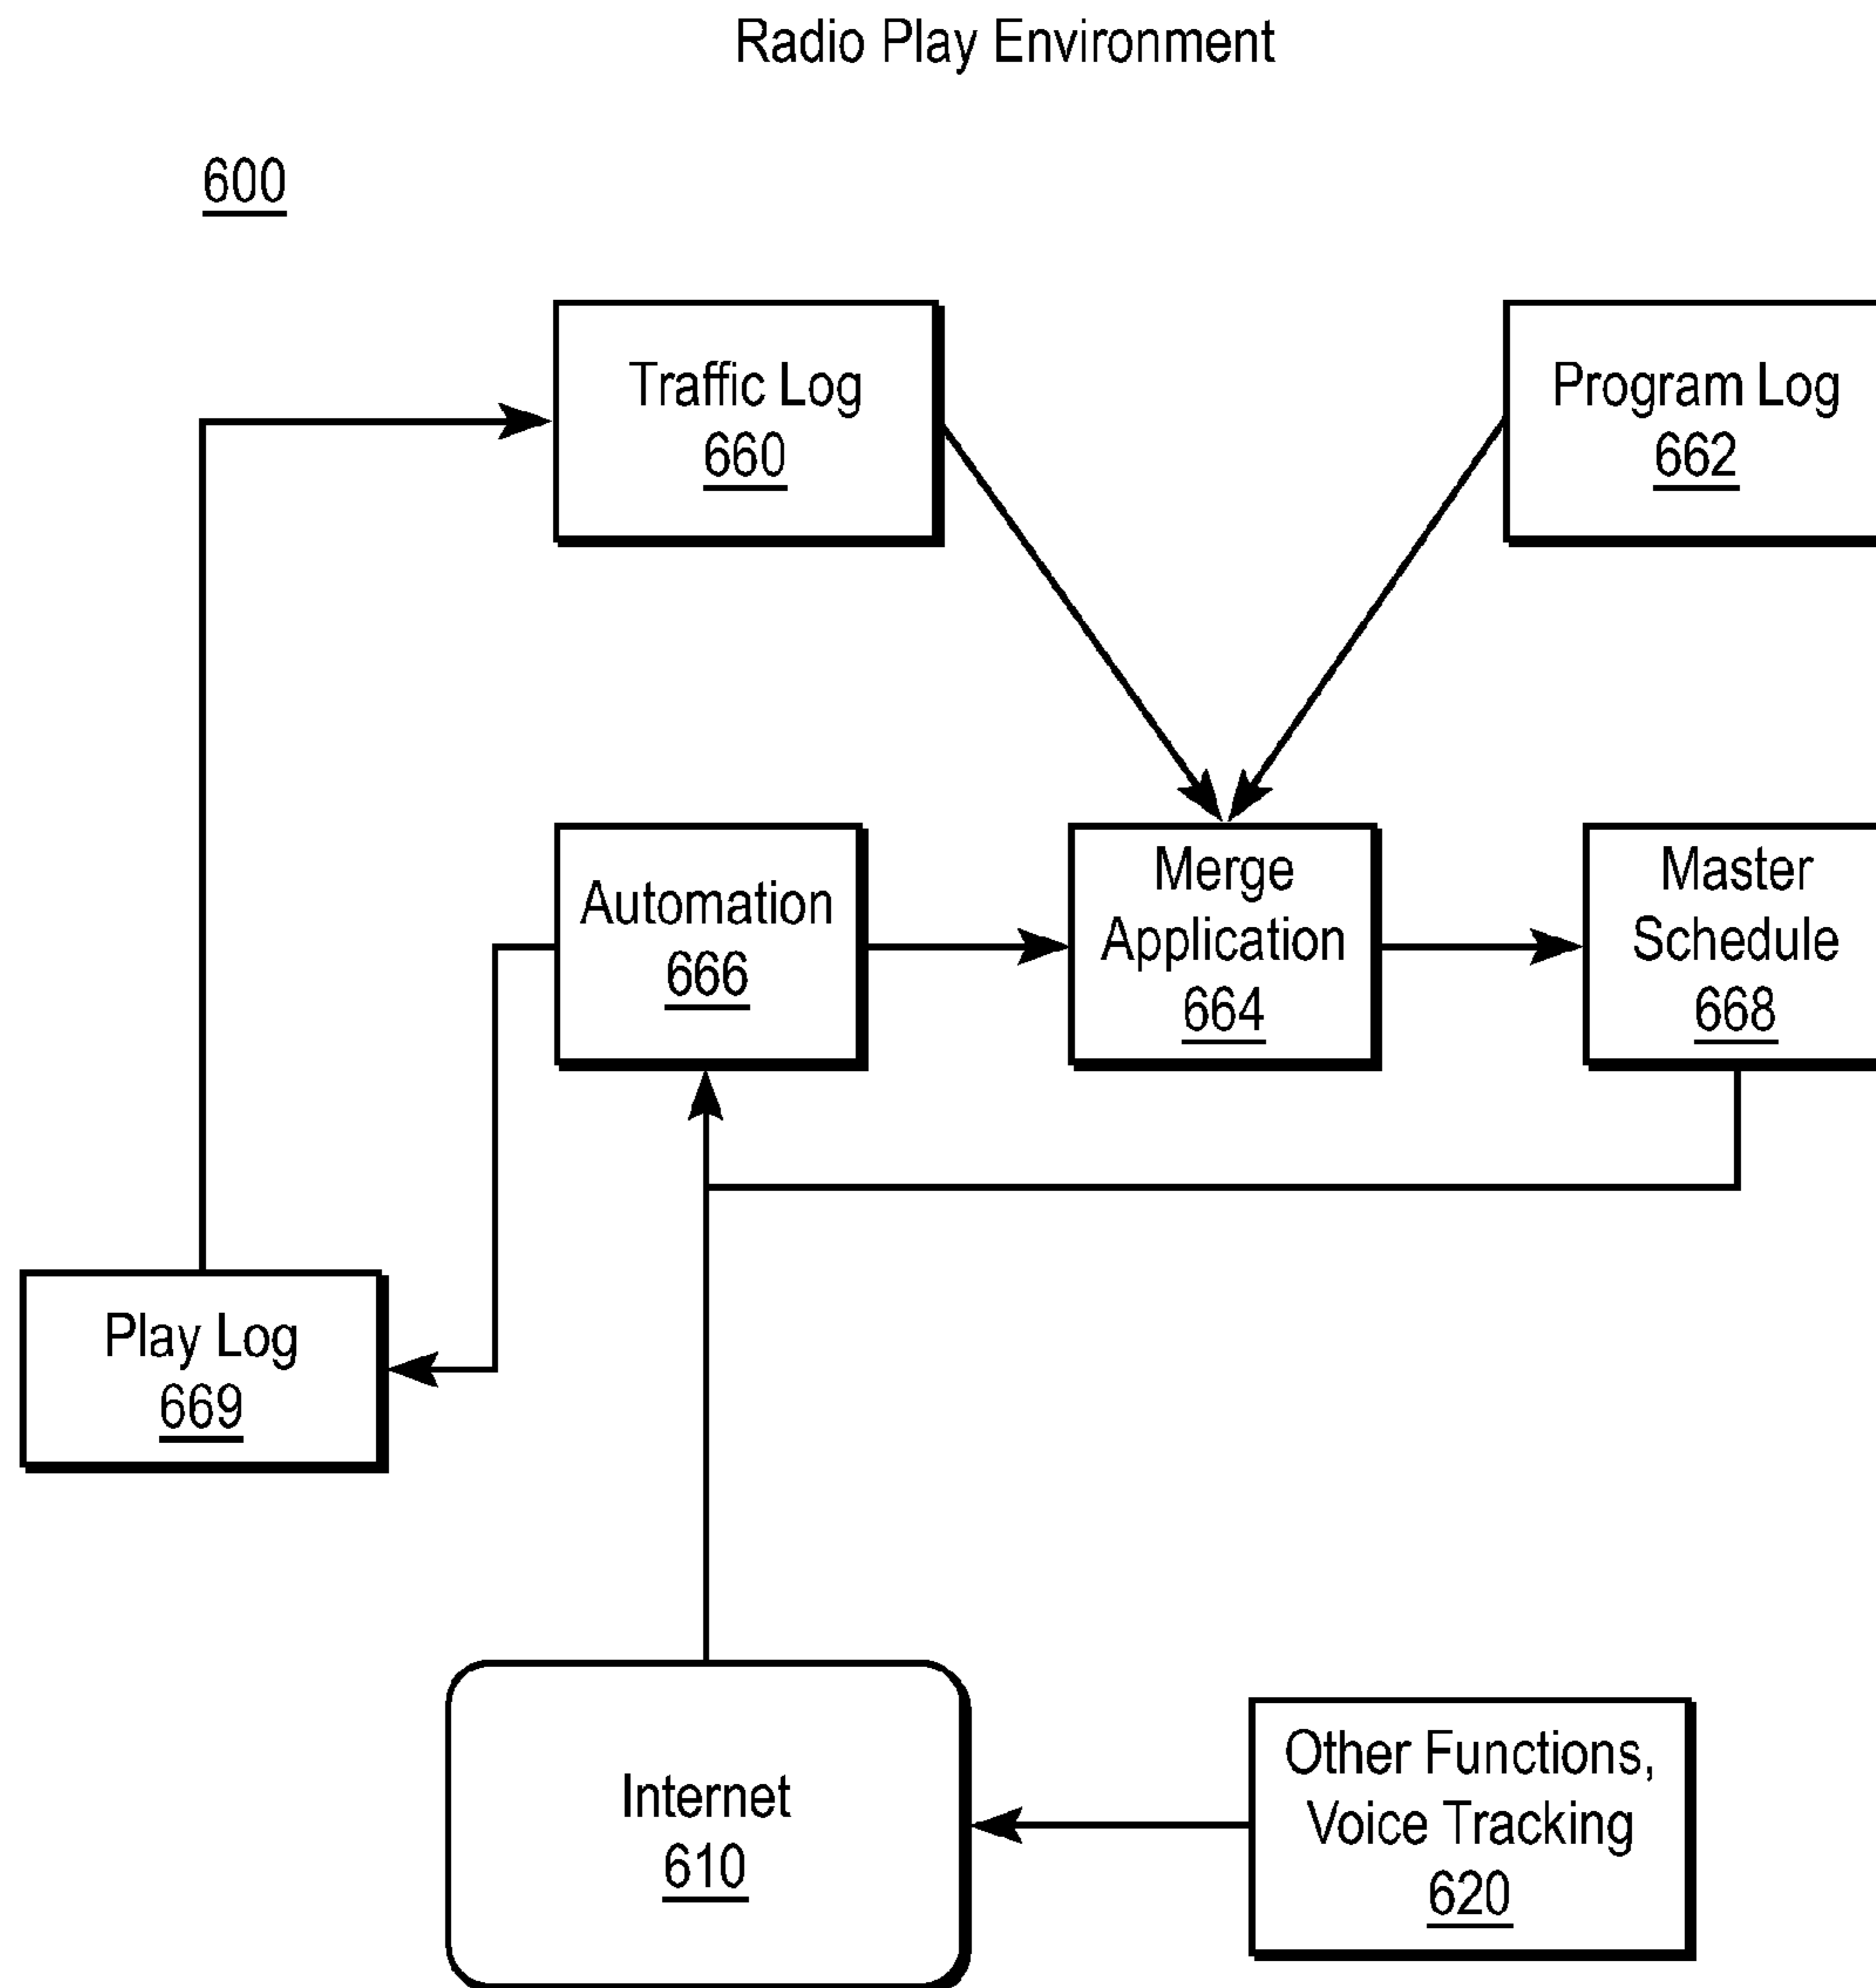 Radio Play Environment
600
Traffic Log
660
Program Log
662
Automation
666
Merge
Application
664
Master
Schedule
668
Play Log
669
Internet
610
Other Functions,
Voice Tracking
620